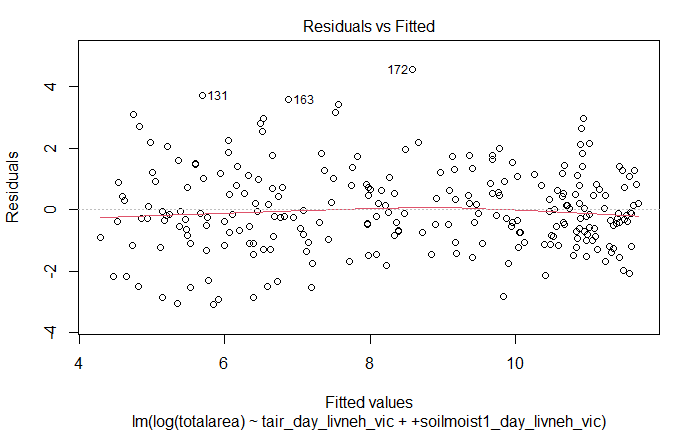 Residuals vs Fitted
Residuals
4
2
0
-2
-4
172
131
163
4 6 8 10
Fitted values
lm(log(totalarea) ~ tair_day_livneh_vic + +soilmoist1_day_livneh_vic)